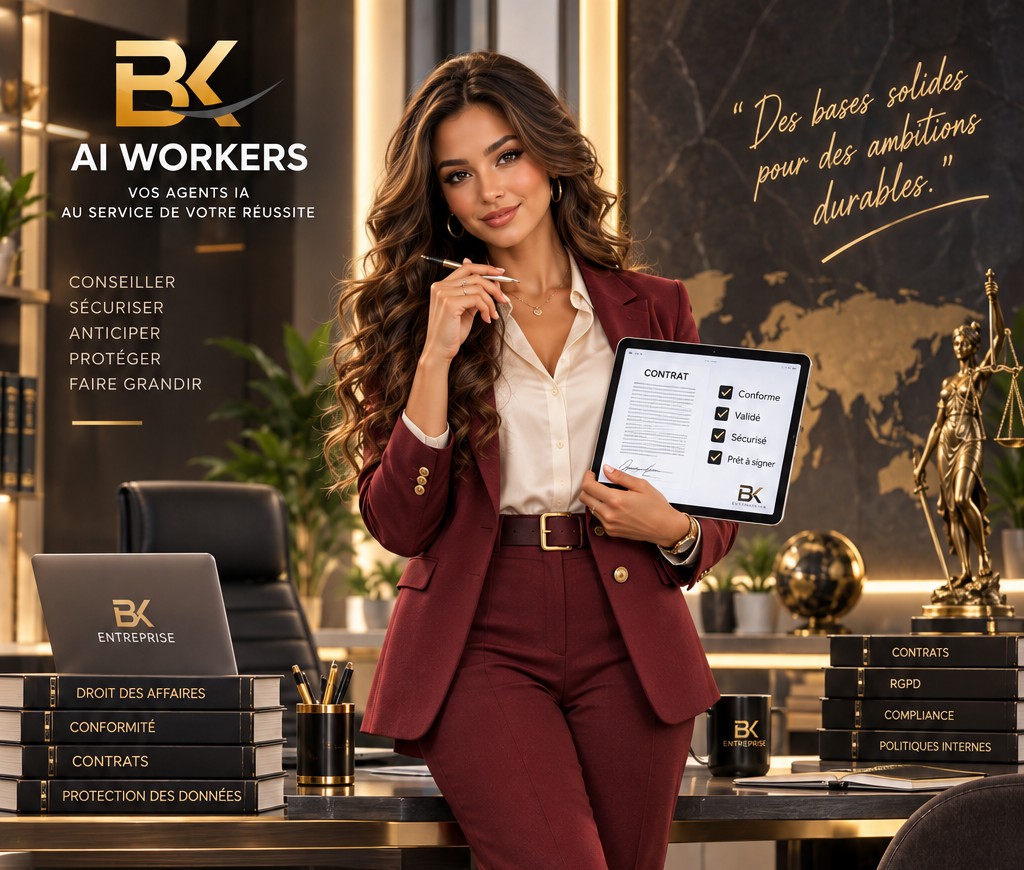 BK
AI WORKERS
VOS AGENTS IA
AU SERVICE DE VOTRE RÉUSSITE
CONSEILLER
SÉCURISER
ANTICIPER
PROTÉGER
FAIRE GRANDIR
“ Des bases solides
pour des ambitions
durables. ”
CONTRAT
Conforme
Validé
Sécurisé
Prêt à signer
BK
BK
ENTREPRISE
DROIT DES AFFAIRES
CONFORMITÉ
CONTRATS
PROTECTION DES DONNÉES
BK
ENTREPRISE
CONTRATS
RGPD
COMPLIANCE
POLITIQUES INTERNES